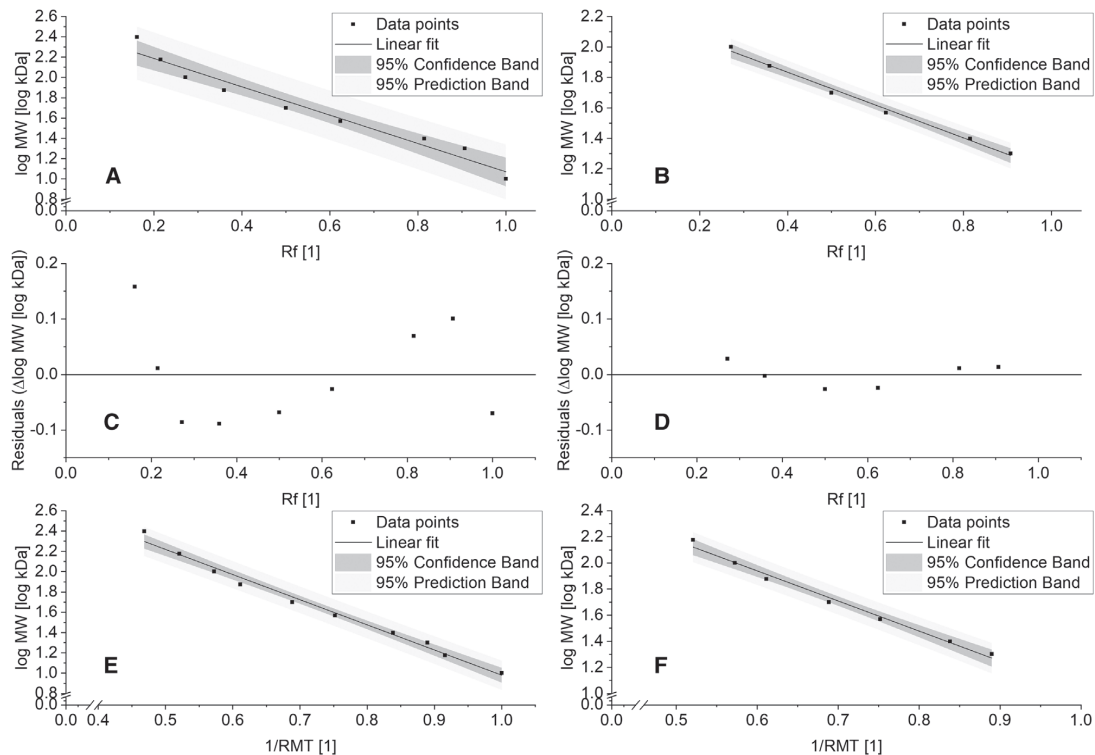 2.6
2.4
2.2
2.0
1.8
1.6
1.4
1.2
1.0
0.8
0.0
log MW [log kDa]
Data points
Linear fit
95% Confidence Band
95% Prediction Band
A
0.0 0.2 0.4 0.6 0.8 1.0
Rf [1]
2.2
2.0
1.8
1.6
1.4
1.2
1.0
0.0
log MW [log kDa]
Data points
Linear fit
95% Confidence Band
95% Prediction Band
B
0.0 0.2 0.4 0.6 0.8 1.0
Rf [1]
0.2
0.1
0.0
-0.1
Residuals (Δlog MW [log kDa])
C
0.0 0.2 0.4 0.6 0.8 1.0
Rf [1]
0.2
0.1
0.0
-0.1
Residuals (Δlog MW [log kDa])
D
0.0 0.2 0.4 0.6 0.8 1.0
Rf [1]
2.6
2.4
2.2
2.0
1.8
1.6
1.4
1.2
1.0
0.8
0.0
log MW [log kDa]
Data points
Linear fit
95% Confidence Band
95% Prediction Band
E
0.0 0.4 0.5 0.6 0.7 0.8 0.9 1.0
1/RMT [1]
2.4
2.2
2.0
1.8
1.6
1.4
1.2
1.0
0.0
log MW [log kDa]
Data points
Linear fit
95% Confidence Band
95% Prediction Band
F
0.0 0.5 0.6 0.7 0.8 0.9 1.0
1/RMT [1]